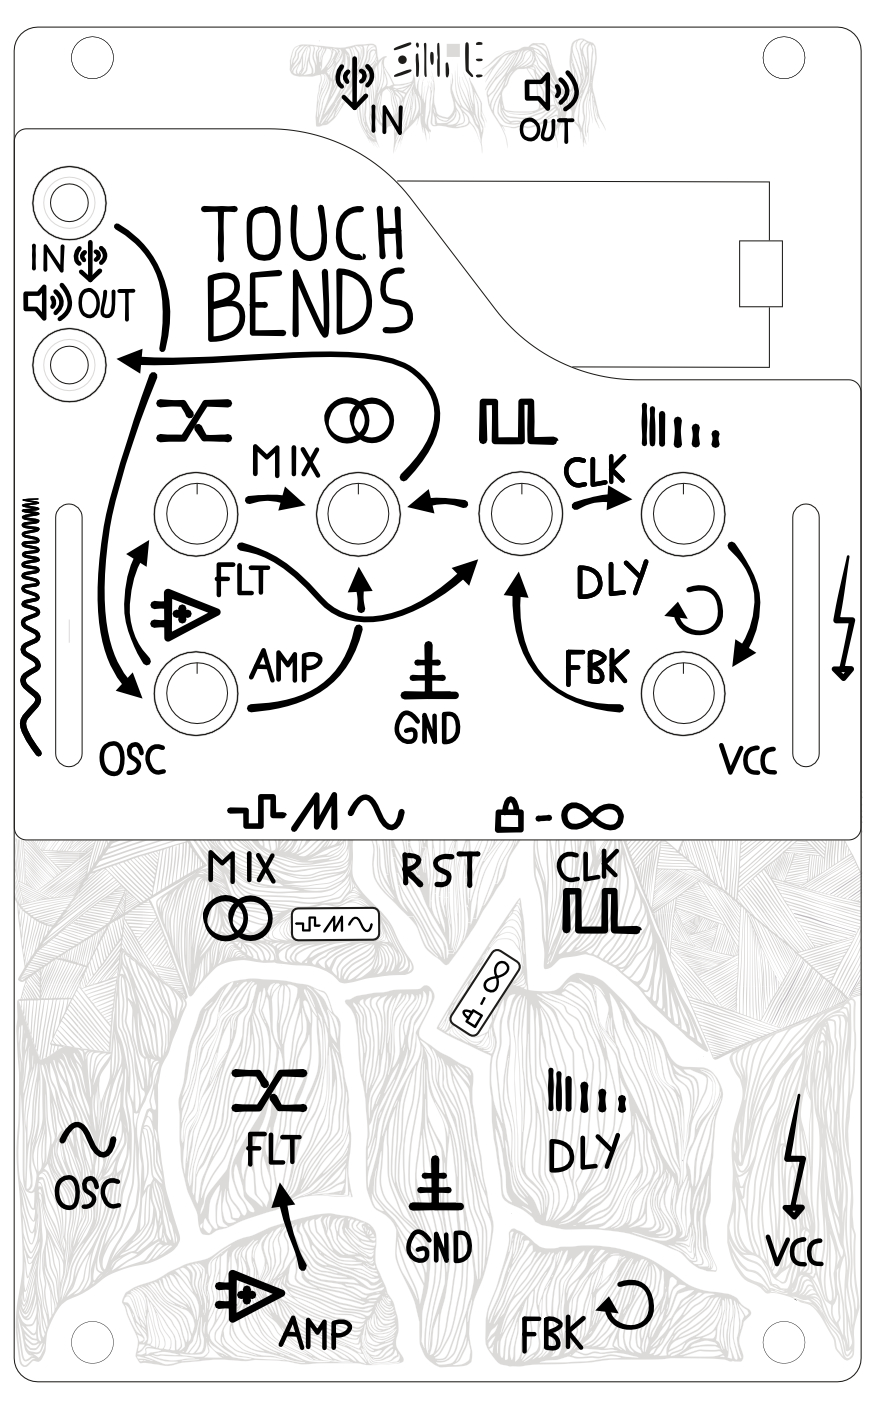 IN
OUT
TOUCH
BENDS
IN
OUT
MIX
CLK
FLT
DLY
AMP
FBK
GND
OSC
VCC
MIX
RST
CLK
FLT
DLY
OSC
GND
VCC
AMP
FBK